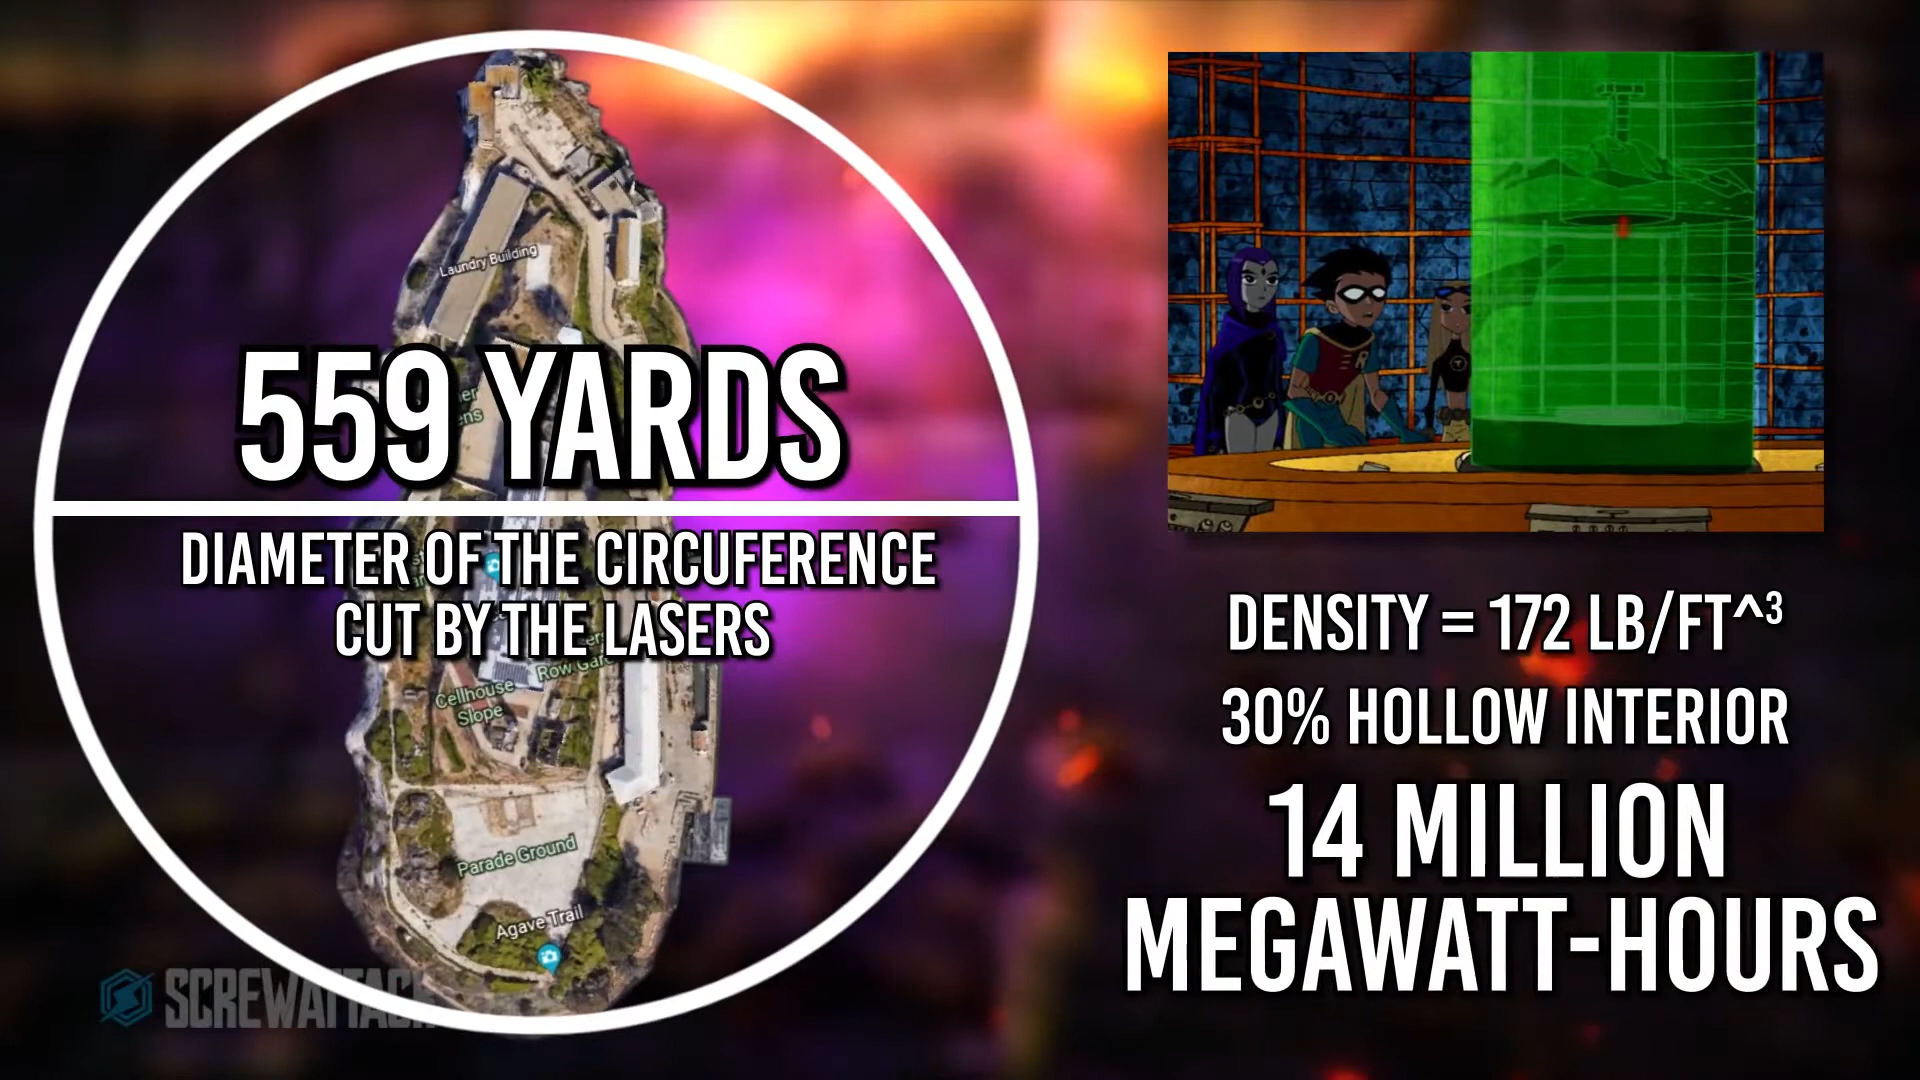 Laundry Building
559 YARDS
DIAMETER OF THE CIRCUFERENCE
CUT BY THE LASERS
Cellhouse
Slope
Parade Ground
Agave Trail
SCREWATTACK
R
T
DENSITY = 172 LB/FT^³
30% HOLLOW INTERIOR
14 MILLION
MEGAWATT-HOURS